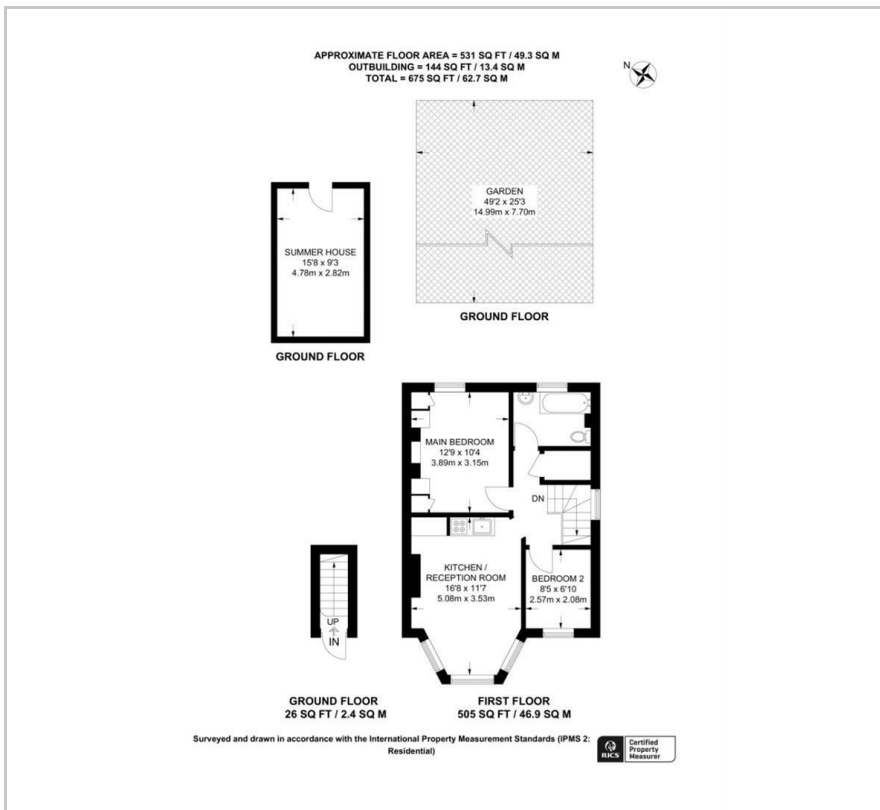 APPROXIMATE FLOOR AREA = 531 SQ FT / 49.3 SQ M
OUTBUILDING = 144 SQ FT / 13.4 SQ M
TOTAL = 675 SQ FT / 62.7 SQ M
N
GARDEN
49'2 x 25'3
14.99m x 7.70m
GROUND FLOOR
SUMMER HOUSE
15'8 x 9'3
4.78m x 2.82m
GROUND FLOOR
MAIN BEDROOM
12'9 x 10'4
3.89m x 3.15m
DN
KITCHEN /
RECEPTION ROOM
16'8 x 11'7
5.08m x 3.53m
BEDROOM 2
8'5 x 6'10
2.57m x 2.08m
UP
IN
GROUND FLOOR
26 SQ FT / 2.4 SQ M
FIRST FLOOR
505 SQ FT / 46.9 SQ M
Surveyed and drawn in accordance with the International Property Measurement Standards (IPMS 2:
Residential)
RICS
Certified
Property
Measurer